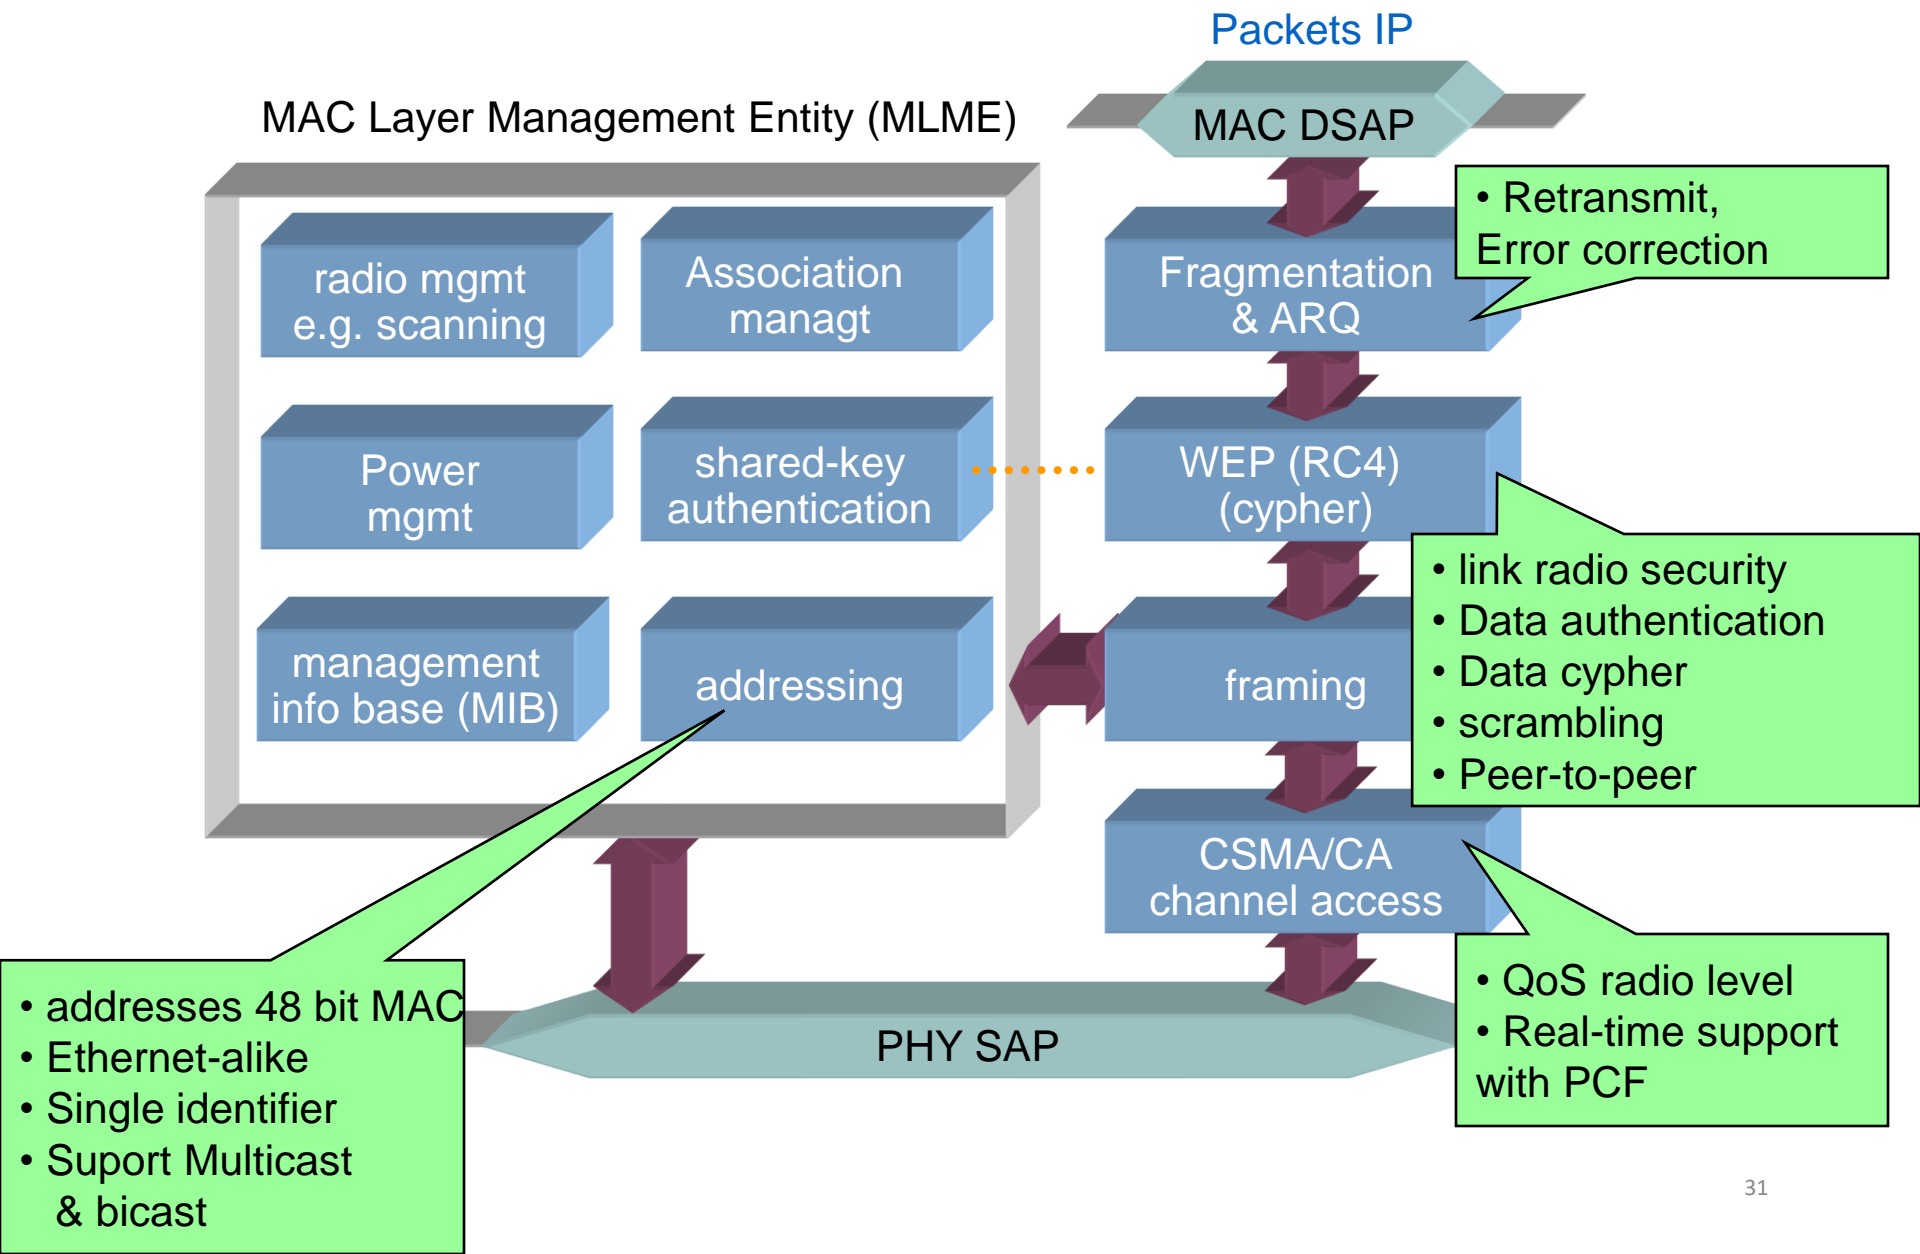 Packets IP
MAC Layer Management Entity (MLME)
MAC DSAP
radio mgmt
e.g. scanning
Association
managt
Fragmentation
& ARQ
• Retransmit,
Error correction
Power
mgmt
shared-key
authentication
WEP (RC4)
(cypher)
• link radio security
• Data authentication
• Data cypher
• scrambling
• Peer-to-peer
management
info base (MIB)
addressing
framing
CSMA/CA
channel access
• QoS radio level
• Real-time support
with PCF
• addresses 48 bit MAC
• Ethernet-alike
• Single identifier
• Suport Multicast
& bicast
PHY SAP
31